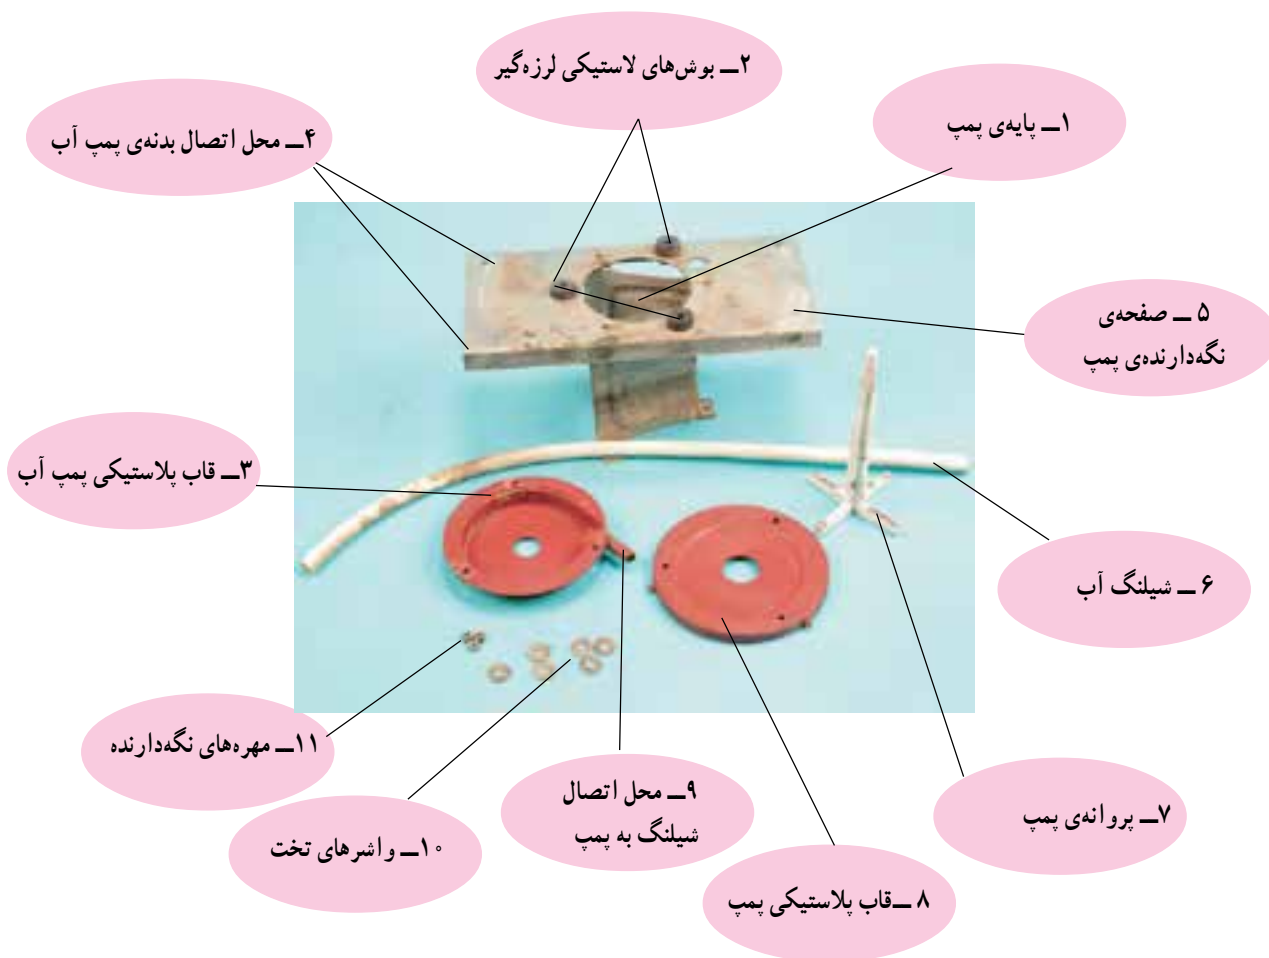 ۱ــ پایه‌ی پمپ
۲ــ بوش‌های لاستیکی لرزه‌گیر
۳ــ قاب پلاستیکی پمپ آب
۴ــ محل اتصال بدنه‌ی پمپ آب
۵ ــ صفحه‌ی
نگه‌دارنده‌ی پمپ
۶ ــ شیلنگ آب
۷ــ پروانه‌ی پمپ
۸ ــ قاب پلاستیکی پمپ
۹ــ محل اتصال
شیلنگ به پمپ
۱۰ــ واشرهای تخت
۱۱ــ مهره‌های نگه‌دارنده